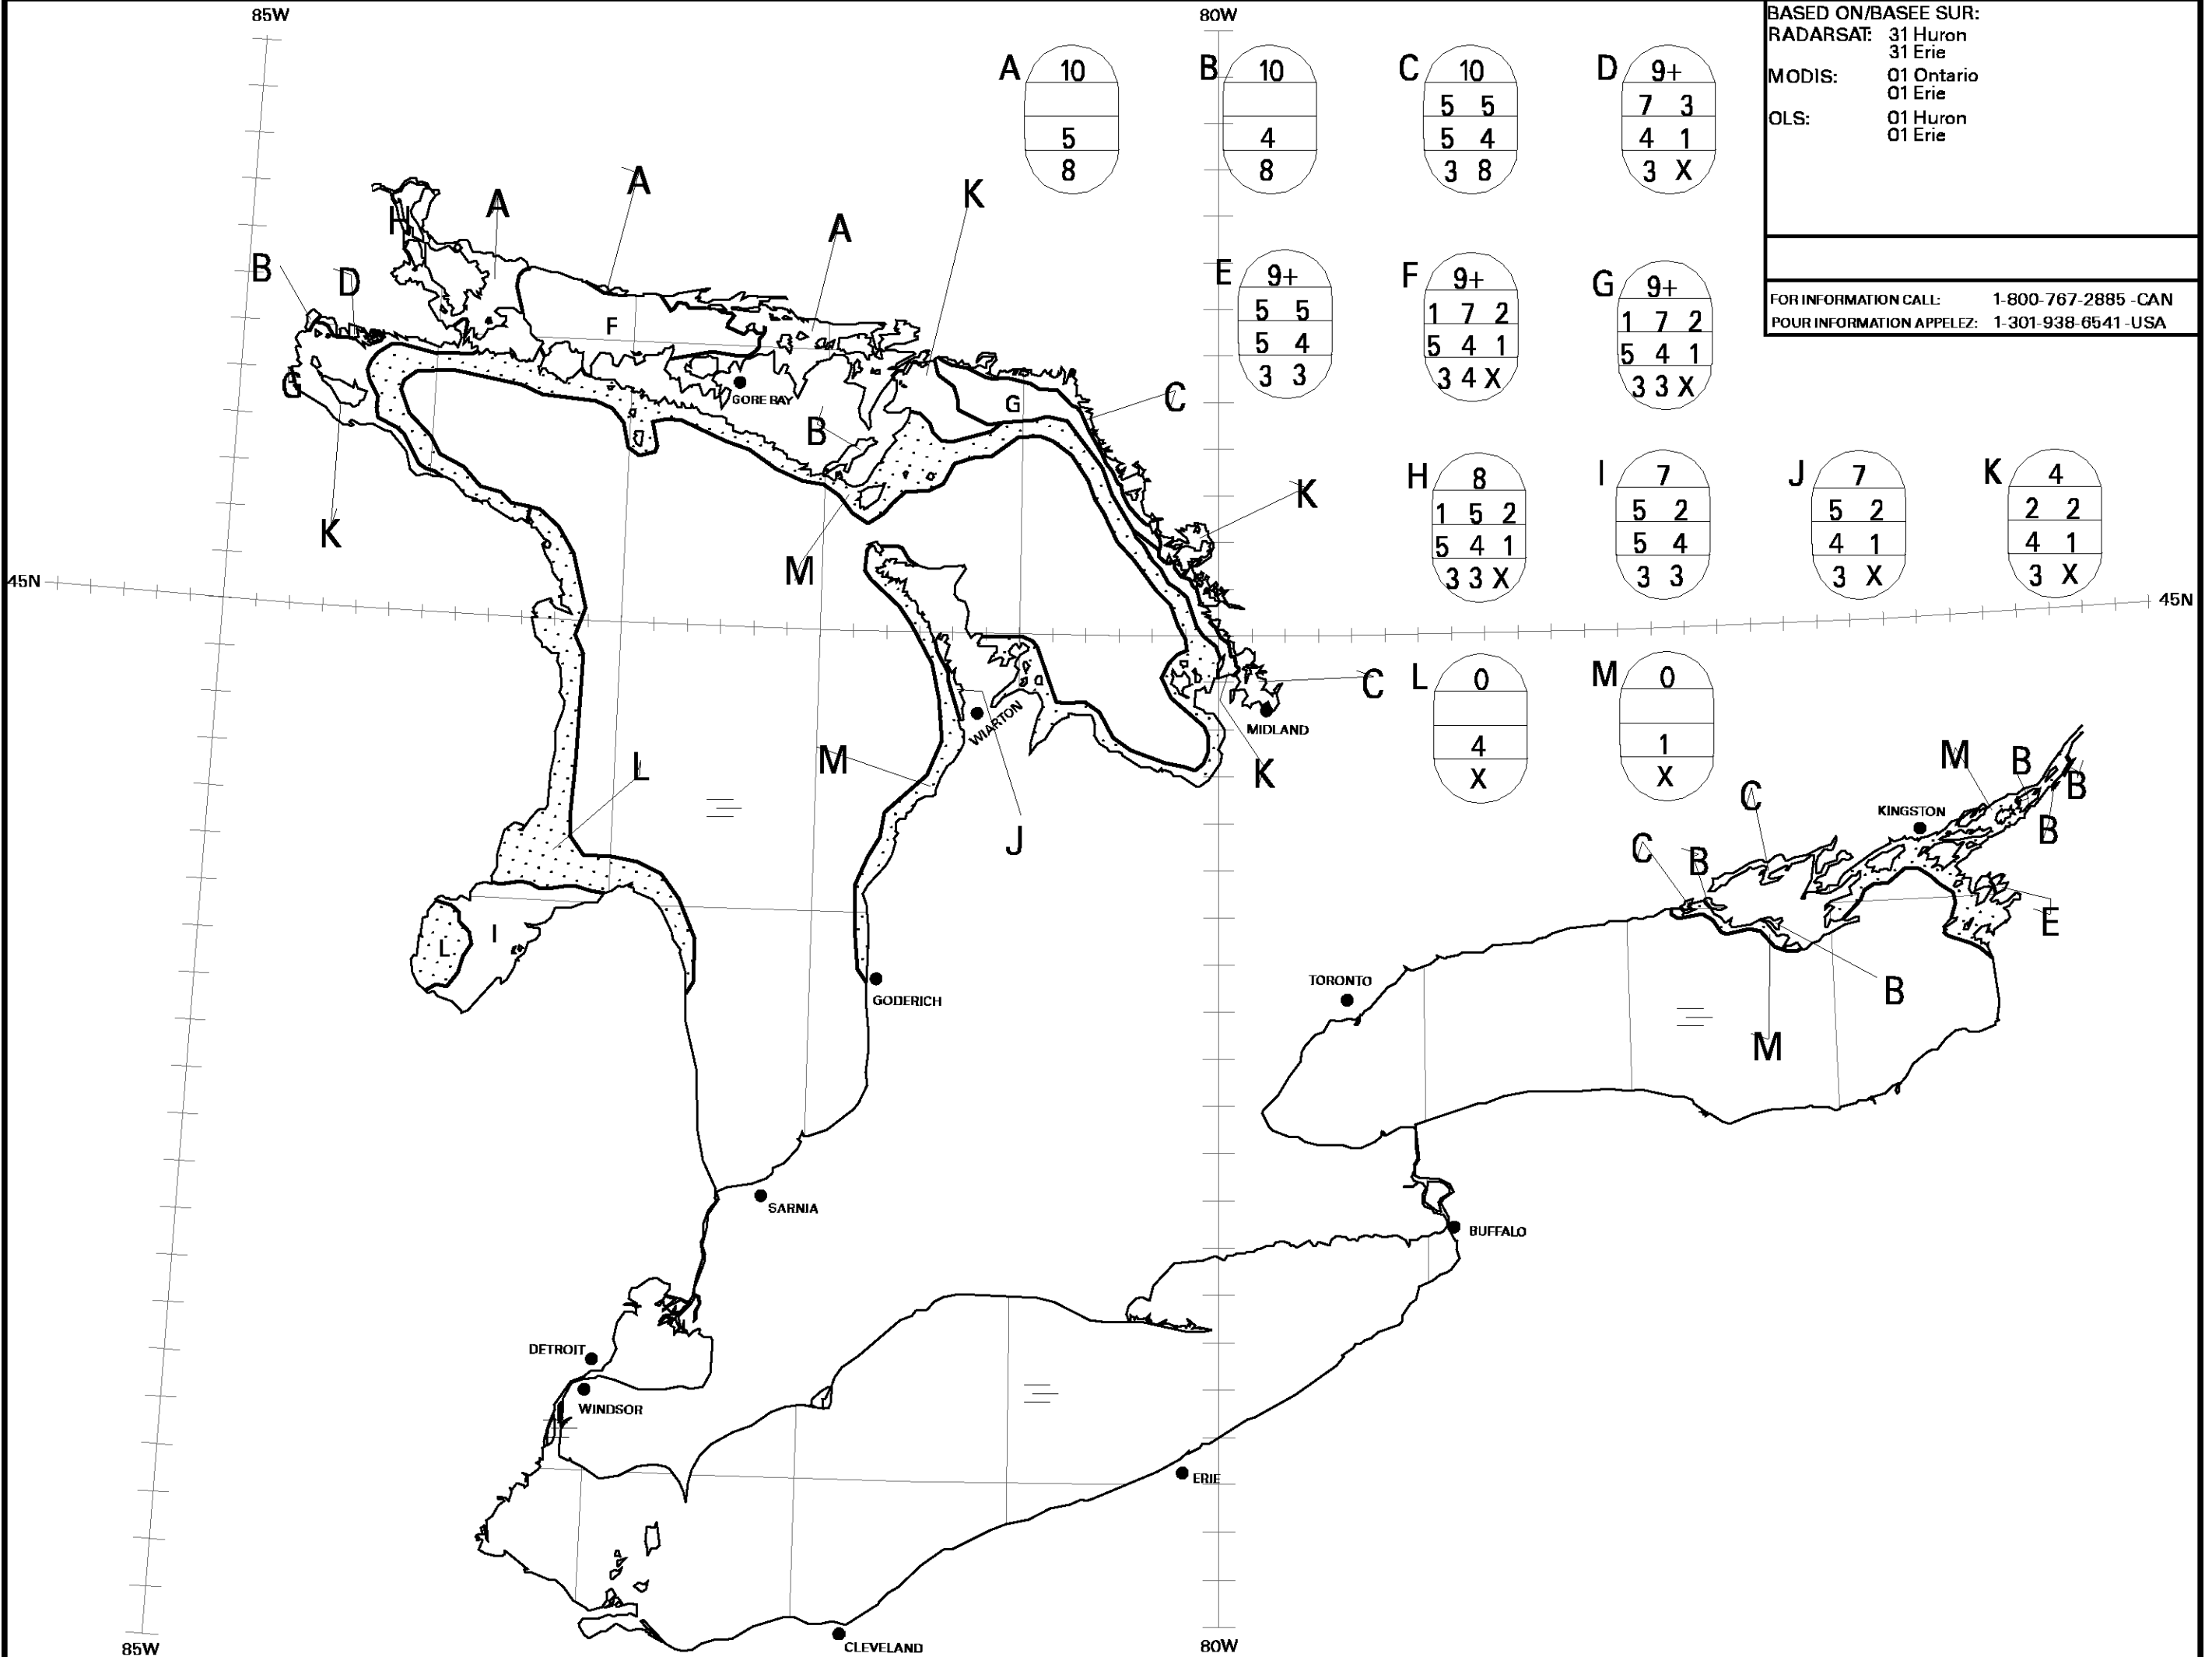 85W
80W
BASED ON/BASEE SUR:
RADARSAT: 31 Huron
31 Erie
MODIS: 01 Ontario
01 Erie
OLS: 01 Huron
01 Erie
FOR INFORMATION CALL: 1-800-767-2885 -CAN
POUR INFORMATION APPELEZ: 1-301-938-6541 -USA
A
10
5
8
B
10
4
8
C
10
5 5
5 4
3 8
D
9+
7 3
4 1
3 X
E
9+
5 5
5 4
3 3
F
9+
1 7 2
5 4 1
3 4 X
G
9+
1 7 2
5 4 1
3 3 X
H
8
1 5 2
5 4 1
3 3 X
I
7
5 2
5 4
3 3
J
7
5 2
4 1
3 X
K
4
2 2
4 1
3 X
L
0
4
X
M
0
1
X
A
A
K
H
A
B
D
F
G
GORE BAY
G
C
B
K
K
M
45N
45N
C
WIARTON
MIDLAND
M
L
K
J
M
B
B
C
KINGSTON
B
C
B
E
I
L
B
TORONTO
GODERICH
M
SARNIA
BUFFALO
DETROIT
WINDSOR
ERIE
CLEVELAND
85W
80W